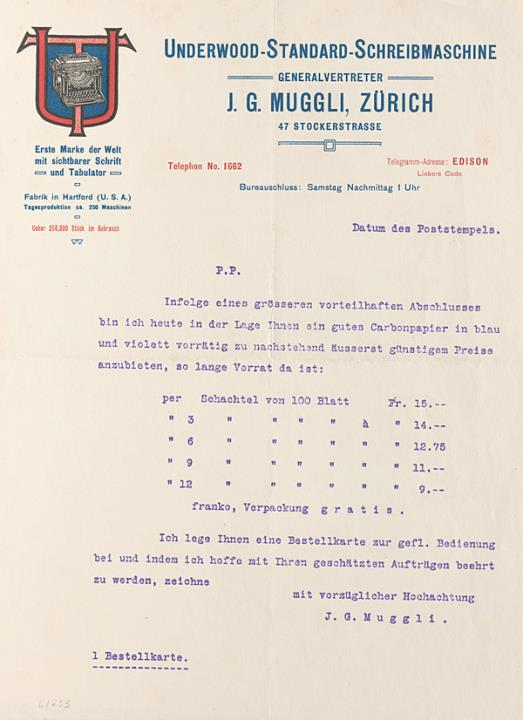 UNDERWOOD-STANDARD-SCHREIBMASCHINE
GENERALVERTRETER
J. G. MUGGLI, ZÜRICH
47 STOCKERSTRASSE
Erste Marke der Welt
mit sichtbarer Schrift
und Tabulator
Fabrik in Hartford (U. S. A.)
Tagesproduktion ca. 250 Maschinen
Ueber 250,000 Stück im Gebrauch
Telephon No. 1662
Telegramm-Adresse: EDISON
Liebers Code
Bureauschluss: Samstag Nachmittag 1 Uhr
Datum des Poststempels.
P.P.
Infolge eines grösseren vorteilhaften Abschlusses
bin ich heute in der Lage Ihnen ein gutes Carbonpapier in blau
und violett vorrätig zu nachstehend äusserst günstigem Preise
anzubieten, so lange Vorrat da ist:
per Schachtel von 100 Blatt Fr. 15.--
" 3 " " " " à " 14.--
" 6 " " " " " " 12.75
" 9 " " " " " " 11.--
" 12 " " " " " " 9.--
franko, Verpackung g r a t i s .
Ich lege Ihnen eine Bestellkarte zur gefl. Bedienung
bei und indem ich hoffe mit Ihren geschätzten Aufträgen beehrt
zu werden, zeichne
mit vorzüglicher Hochachtung
J. G. M u g g l i .
1 Bestellkarte.
L/253